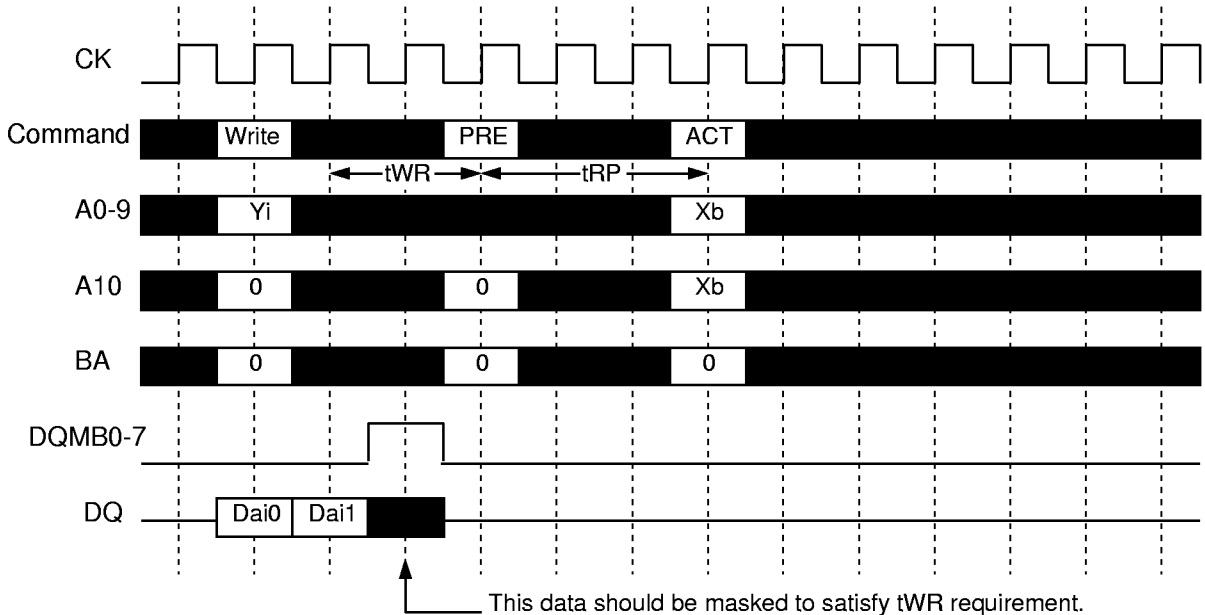 CK
Command Write PRE ACT
tWR tRP
A0-9 Yi Xb
A10 0 0 Xb
BA 0 0 0
DQMB0-7
DQ Dai0 Dai1
This data should be masked to satisfy tWR requirement.